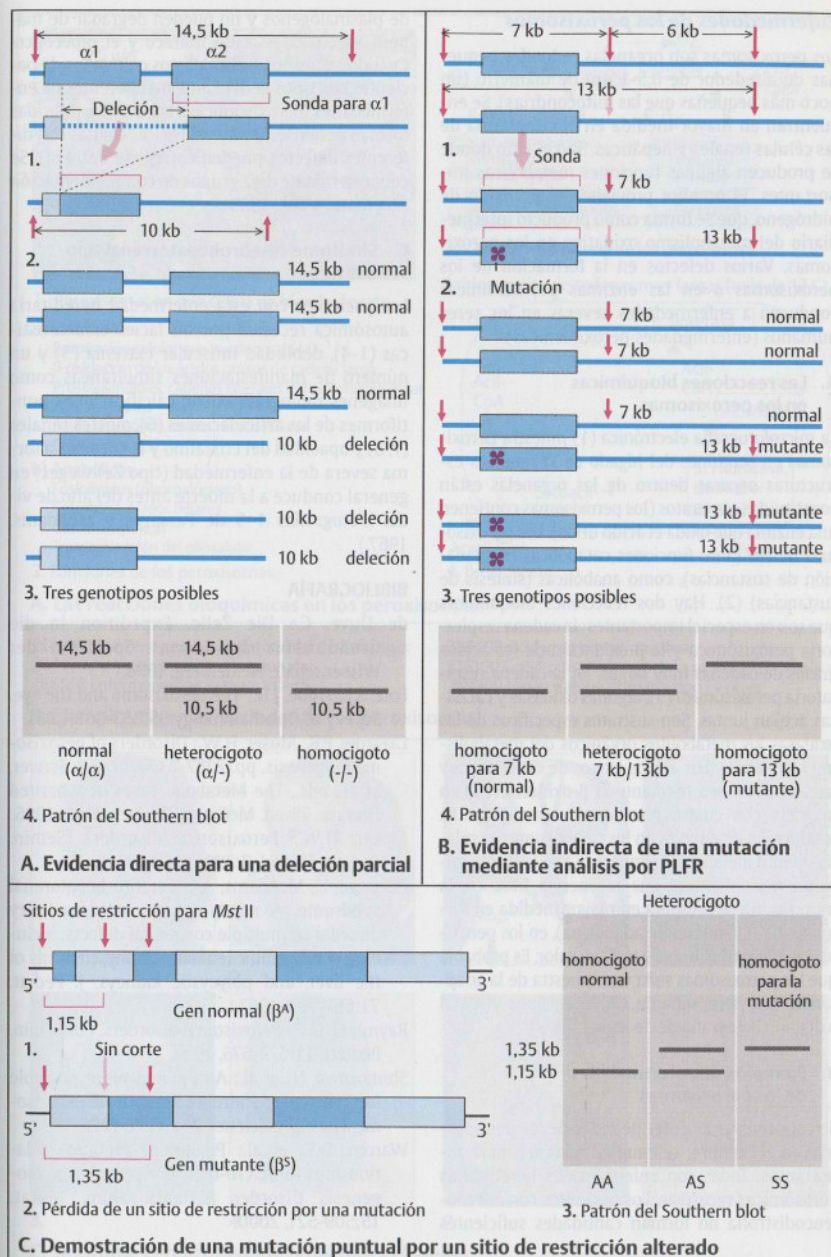 14,5 kb
α1
α2
Sonda para α1
Deleción
1.
10 kb
2.
14,5 kb normal
14,5 kb normal
14,5 kb normal
10 kb deleción
10 kb deleción
10 kb deleción
3. Tres genotipos posibles
14,5 kb
14,5 kb
10,5 kb
10,5 kb
normal
(α/α)
heterocigoto
(α/-)
homocigoto
(-/-)
4. Patrón del Southern blot
A. Evidencia directa para una deleción parcial
7 kb
6 kb
13 kb
1.
Sonda
7 kb
13 kb
2.
Mutación
7 kb
normal
7 kb
normal
7 kb
normal
13 kb mutante
13 kb mutante
13 kb mutante
3. Tres genotipos posibles
homocigoto
para 7 kb
(normal)
heterocigoto
7 kb/13kb
homocigoto
para 13 kb
(mutante)
4. Patrón del Southern blot
B. Evidencia indirecta de una mutación
mediante análisis por PLFR
Sitios de restricción para Mst II
5'
3'
1,15 kb
Gen normal (βᴬ)
1.
Sin corte
5'
3'
1,35 kb
Gen mutante (βˢ)
2. Pérdida de un sitio de restricción por una mutación
Heterocigoto
homocigoto
normal
homocigoto
para la
mutación
1,35 kb
1,15 kb
AA
AS
SS
3. Patrón del Southern blot
C. Demostración de una mutación puntual por un sitio de restricción alterado